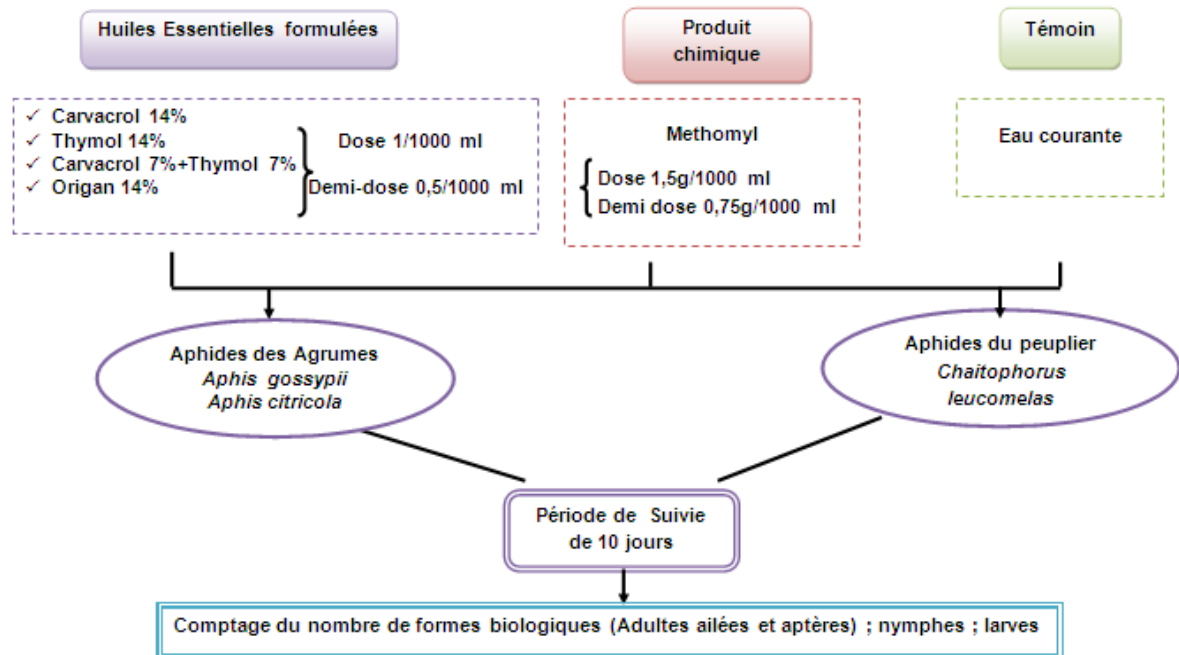 Huiles Essentielles formulées
Produit
chimique
Témoin
✓ Carvacrol 14%
✓ Thymol 14%
✓ Carvacrol 7%+Thymol 7%
✓ Origan 14%
Dose 1/1000 ml
Demi-dose 0,5/1000 ml
Methomyl
Dose 1,5g/1000 ml
Demi dose 0,75g/1000 ml
Eau courante
Aphides des Agrumes
Aphis gossypii
Aphis citricola
Aphides du peuplier
Chaitophorus
leucomelas
Période de Suivie
de 10 jours
Comptage du nombre de formes biologiques (Adultes ailées et aptères) ; nymphes ; larves